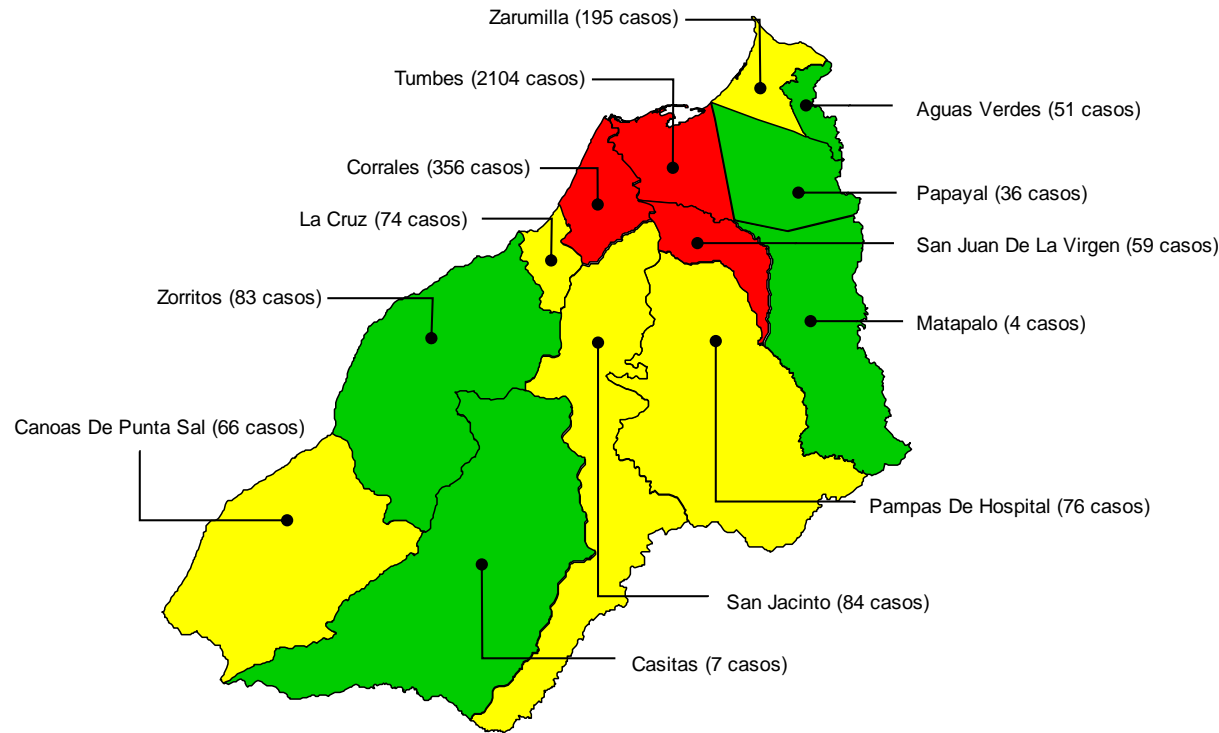 Zarumilla (195 casos)
Tumbes (2104 casos)
Aguas Verdes (51 casos)
Corrales (356 casos)
Papayal (36 casos)
La Cruz (74 casos)
San Juan De La Virgen (59 casos)
Zorritos (83 casos)
Matapalo (4 casos)
Canoas De Punta Sal (66 casos)
Pampas De Hospital (76 casos)
San Jacinto (84 casos)
Casitas (7 casos)